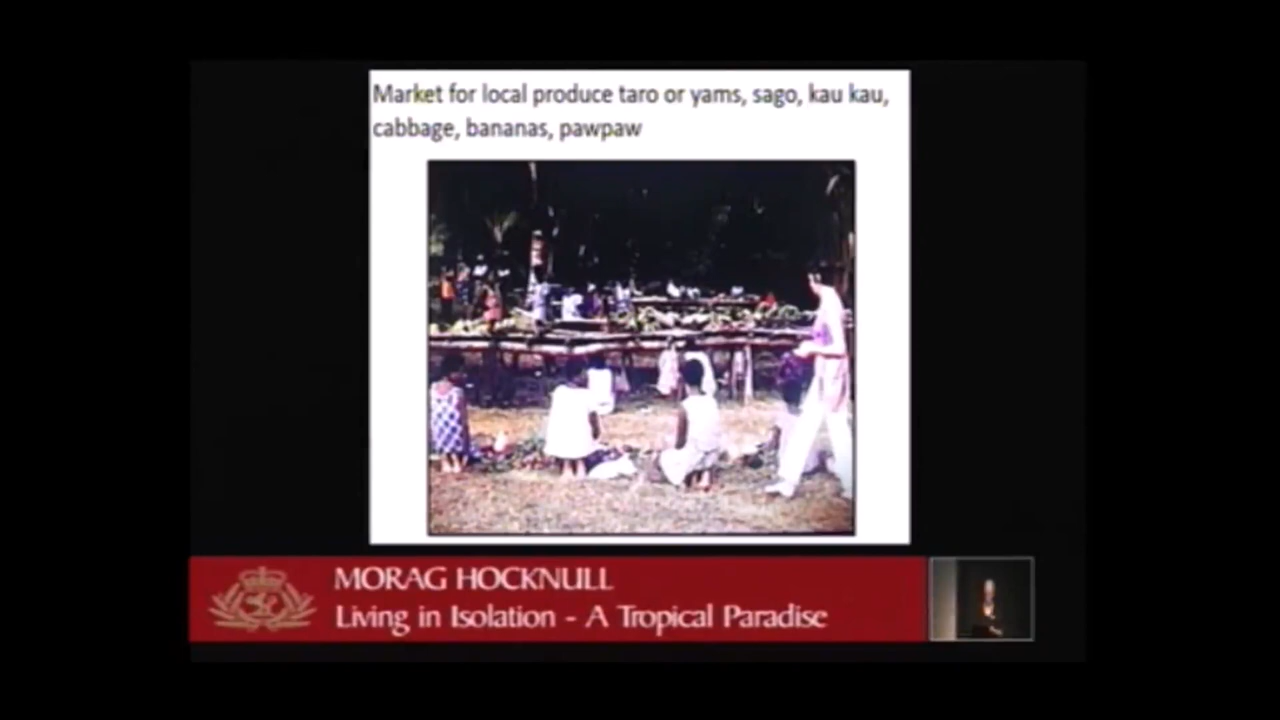 Market for local produce taro or yams, sago, kau kau,
cabbage, bananas, pawpaw
MORAG HOCKNULL
Living in Isolation - A Tropical Paradise